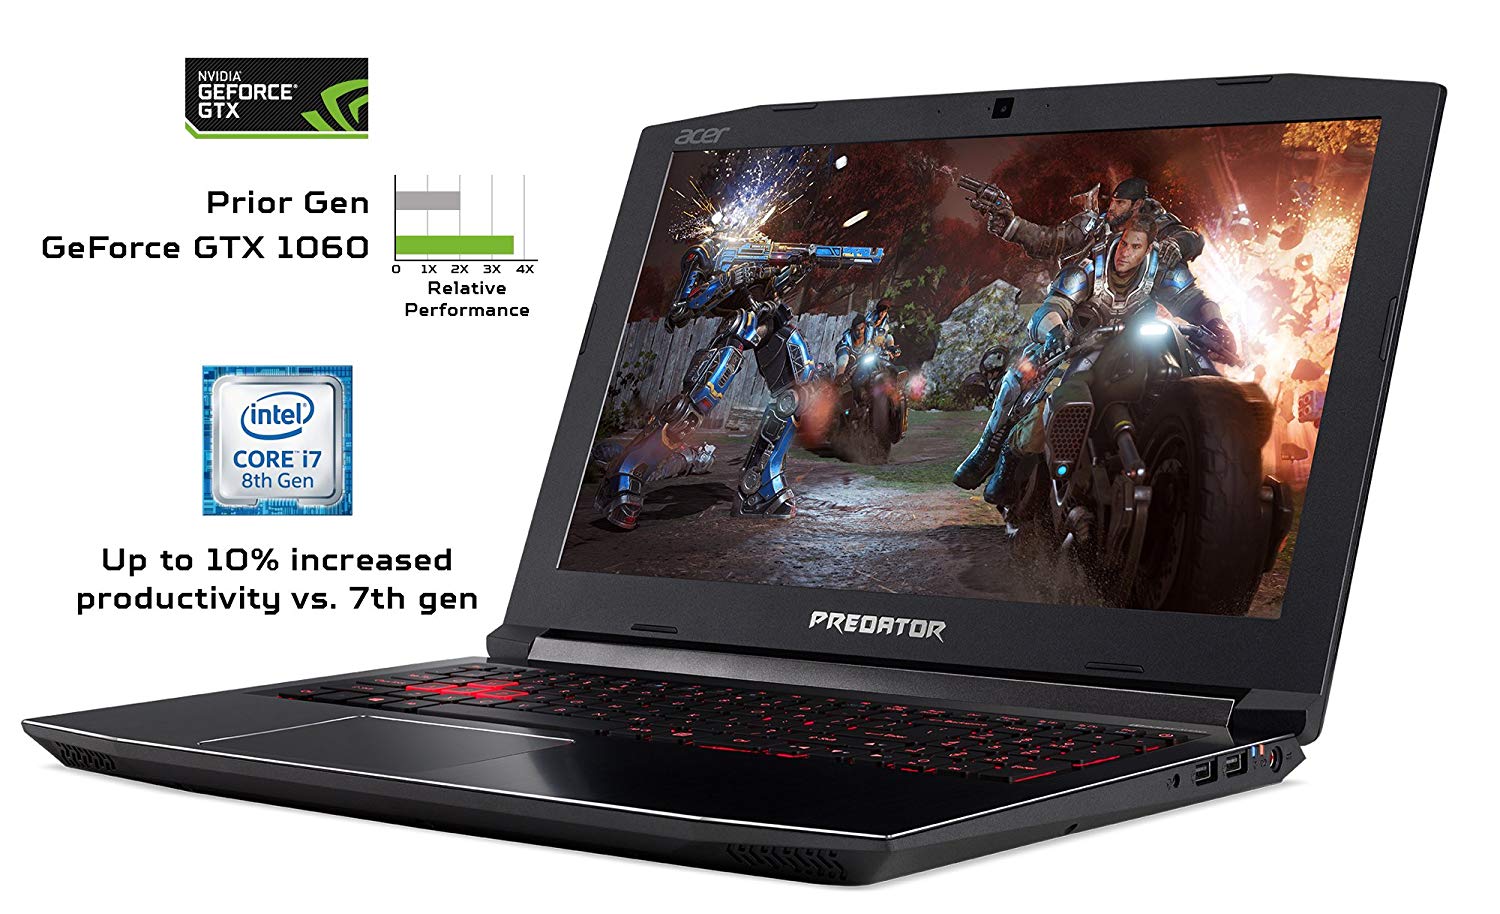 NVIDIA
GEFORCE
GTX
Prior Gen
GeForce GTX 1060
0 1X 2X 3X 4X
Relative
Performance
intel
CORE i7
8th Gen
Up to 10% increased
productivity vs. 7th gen
acer
PREDATOR